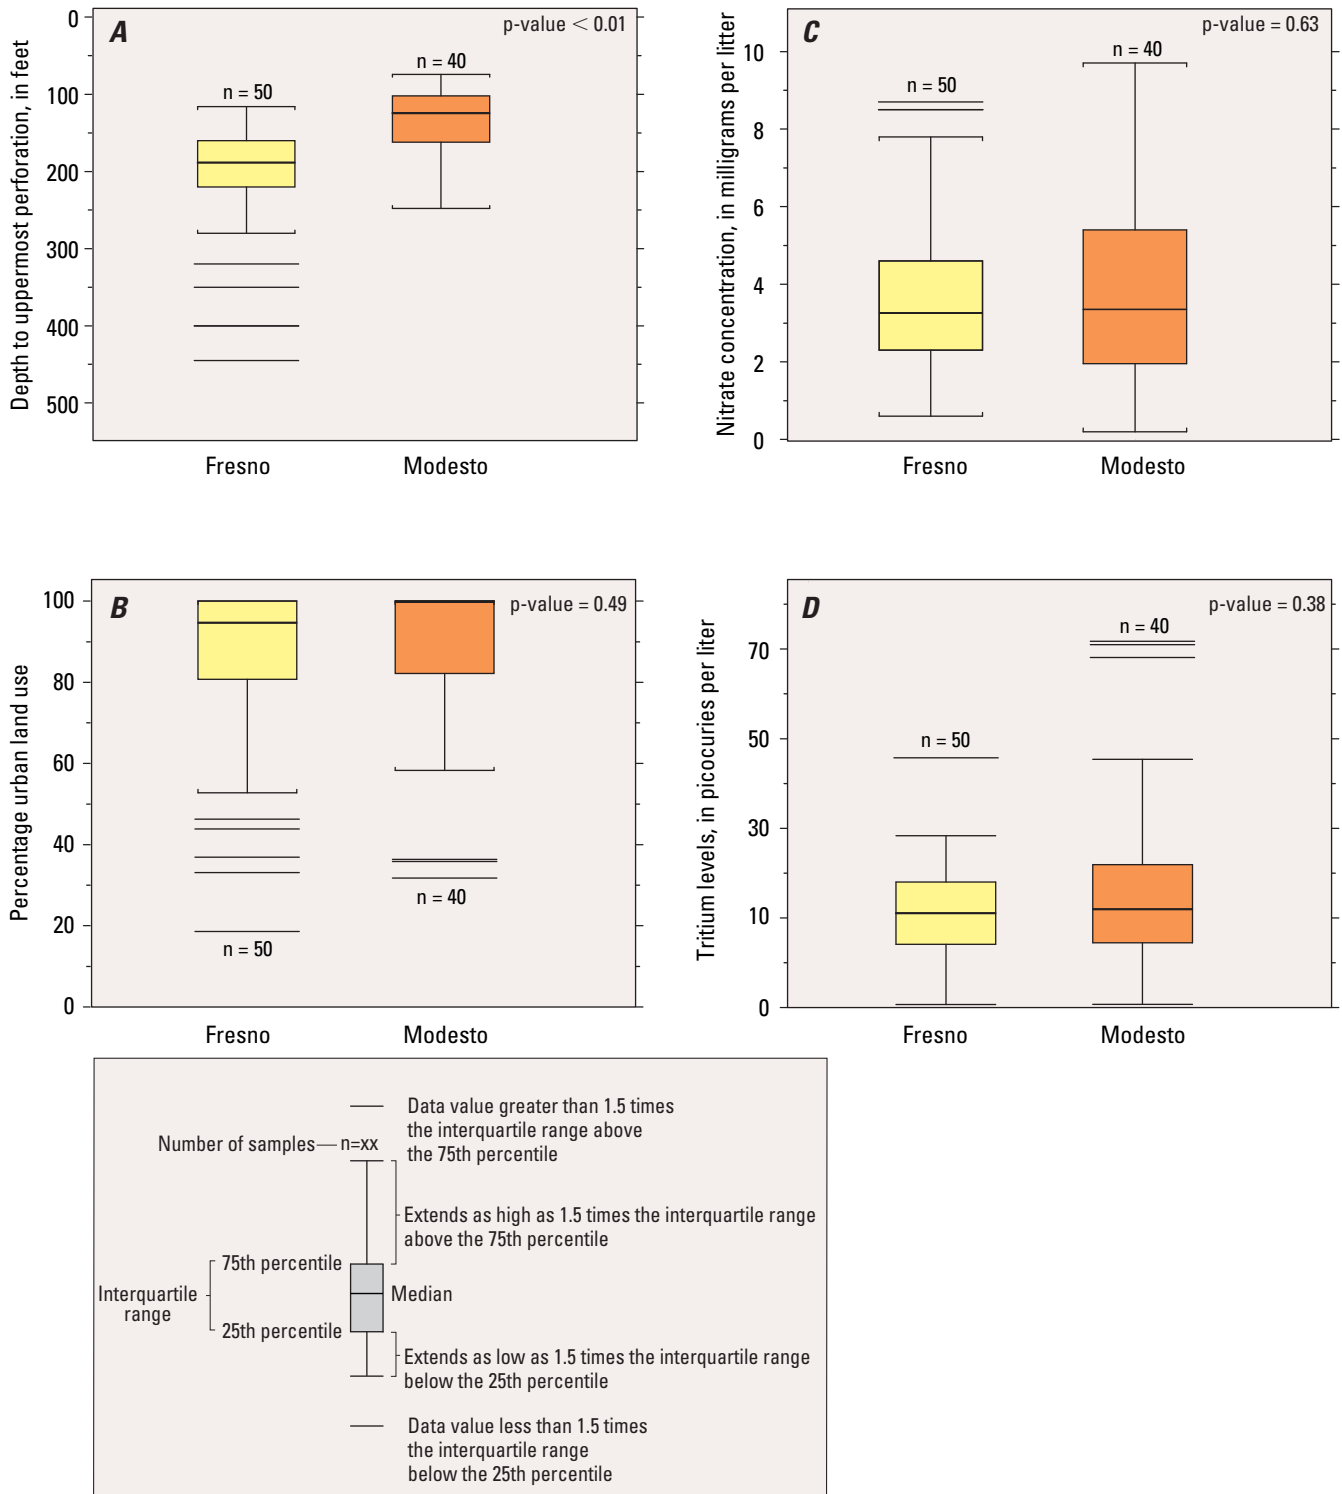 A
p-value < 0.01
Depth to uppermost perforation, in feet
0
100
200
300
400
500
n = 50
n = 40
Fresno
Modesto
C
p-value = 0.63
Nitrate concentration, in milligrams per litter
10
8
6
4
2
0
n = 50
n = 40
Fresno
Modesto
B
p-value = 0.49
Percentage urban land use
100
80
60
40
20
0
n = 50
n = 40
Fresno
Modesto
D
p-value = 0.38
Tritium levels, in picocuries per liter
70
50
30
10
0
n = 50
n = 40
Fresno
Modesto
Data value greater than 1.5 times
the interquartile range above
the 75th percentile
Number of samples — n=xx
Extends as high as 1.5 times the interquartile range
above the 75th percentile
75th percentile
Interquartile
range
Median
25th percentile
Extends as low as 1.5 times the interquartile range
below the 25th percentile
Data value less than 1.5 times
the interquartile range
below the 25th percentile